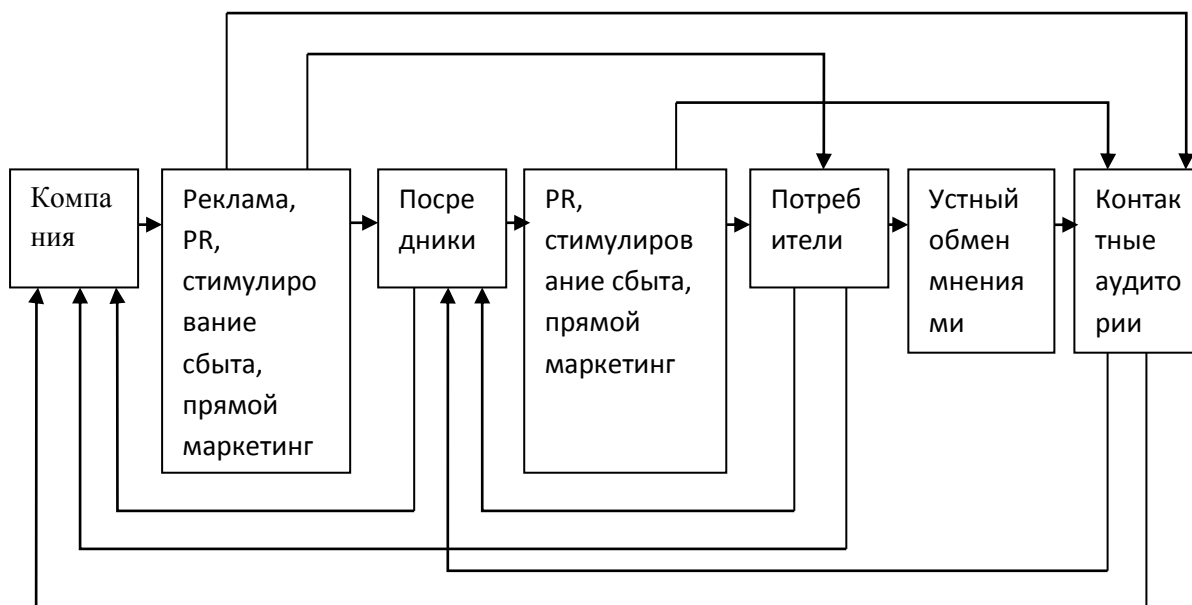 Компа
ния
Реклама,
PR,
стимулиро
вание
сбыта,
прямой
маркетинг
Посре
дники
PR,
стимулиров
ание сбыта,
прямой
маркетинг
Потреб
ители
Устный
обмен
мнения
ми
Контак
тные
аудито
рии